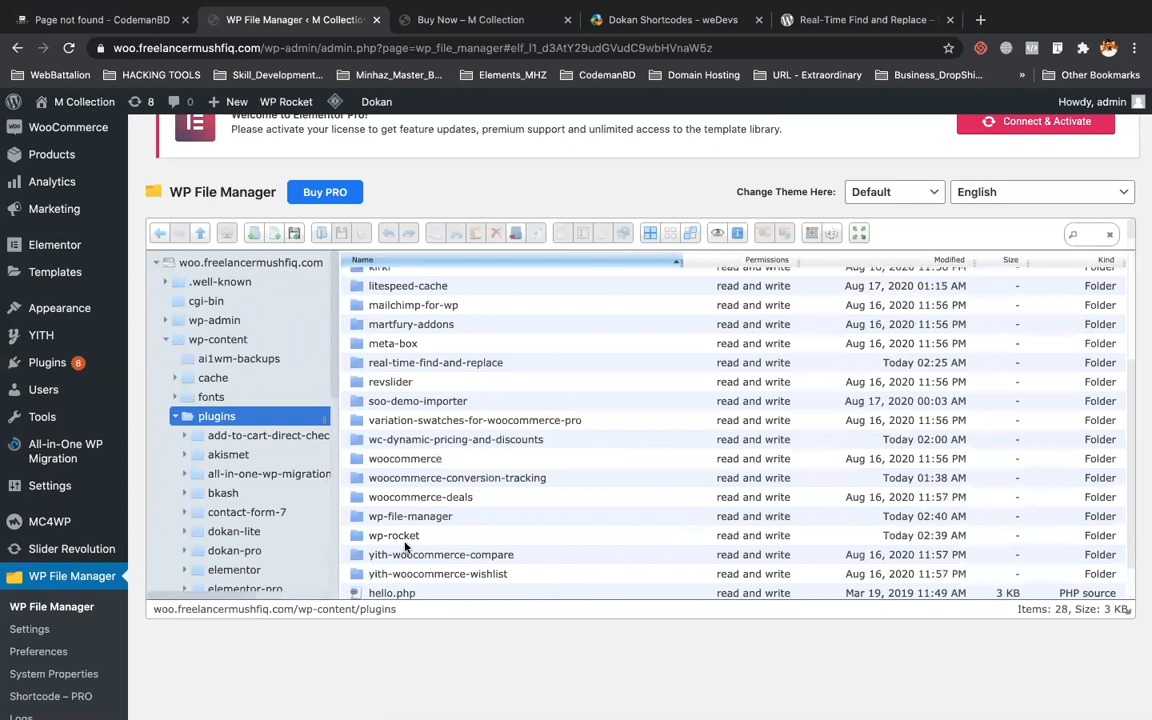 Page not found - CodemanBD
WP File Manager ‹ M Collectio
Buy Now – M Collection
Dokan Shortcodes - weDevs
Real-Time Find and Replace –
woo.freelancermushfiq.com/wp-admin/admin.php?page=wp_file_manager#elf_l1_d3AtY29udGVudC9wbHVnaW5z
WebBattalion
HACKING TOOLS
Skill_Development...
Minhaz_Master_B...
Elements_MHZ
CodemanBD
Domain Hosting
URL - Extraordinary
Business_DropShi...
»
Other Bookmarks
M Collection 8 0 New WP Rocket Dokan Howdy, admin
WooCommerce
Products
Analytics
Marketing
Elementor
Templates
Appearance
YITH
Plugins 8
Users
Tools
All-in-One WP
Migration
Settings
MC4WP
Slider Revolution
WP File Manager
WP File Manager
Settings
Preferences
System Properties
Shortcode – PRO
Logs
Welcome to Elementor Pro!
Please activate your license to get feature updates, premium support and unlimited access to the template library.
Connect & Activate
WP File Manager Buy PRO Change Theme Here: Default English
woo.freelancermushfiq.com
.well-known
cgi-bin
wp-admin
wp-content
ai1wm-backups
cache
fonts
plugins
add-to-cart-direct-chec
akismet
all-in-one-wp-migration
bkash
contact-form-7
dokan-lite
dokan-pro
elementor
elementor-pro
Name Permissions Modified Size Kind
kirki read and write Aug 16, 2020 11:56 PM - Folder
litespeed-cache read and write Aug 17, 2020 01:15 AM - Folder
mailchimp-for-wp read and write Aug 16, 2020 11:56 PM - Folder
martfury-addons read and write Aug 16, 2020 11:56 PM - Folder
meta-box read and write Aug 16, 2020 11:56 PM - Folder
real-time-find-and-replace read and write Today 02:25 AM - Folder
revslider read and write Aug 16, 2020 11:56 PM - Folder
soo-demo-importer read and write Aug 17, 2020 00:03 AM - Folder
variation-swatches-for-woocommerce-pro read and write Aug 16, 2020 11:56 PM - Folder
wc-dynamic-pricing-and-discounts read and write Today 02:00 AM - Folder
woocommerce read and write Aug 16, 2020 11:56 PM - Folder
woocommerce-conversion-tracking read and write Today 01:38 AM - Folder
woocommerce-deals read and write Aug 16, 2020 11:57 PM - Folder
wp-file-manager read and write Today 02:40 AM - Folder
wp-rocket read and write Today 02:39 AM - Folder
yith-woocommerce-compare read and write Aug 16, 2020 11:57 PM - Folder
yith-woocommerce-wishlist read and write Aug 16, 2020 11:57 PM - Folder
hello.php read and write Mar 19, 2019 11:49 AM 3 KB PHP source
woo.freelancermushfiq.com/wp-content/plugins Items: 28, Size: 3 KB